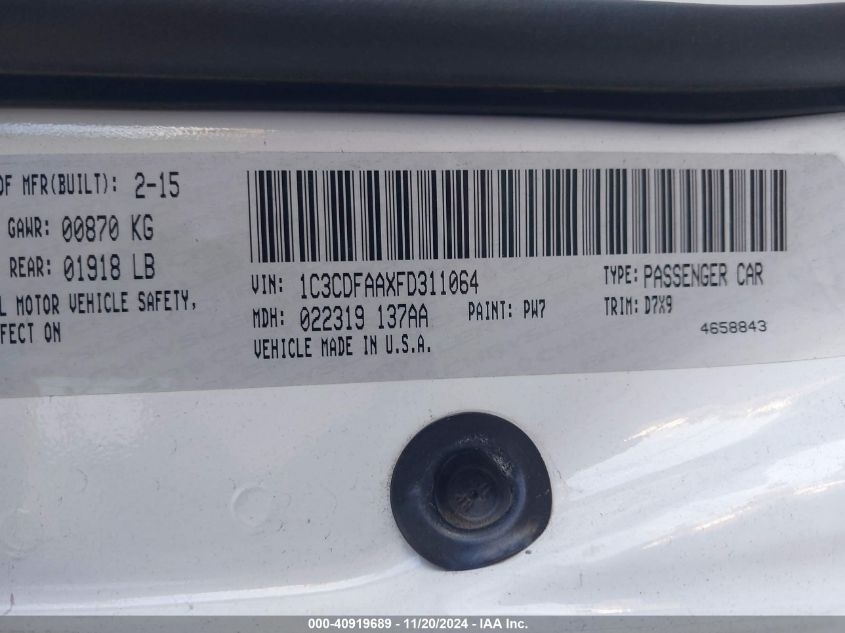 OF MFR(BUILT): 2-15
GAWR: 00870 KG
REAR: 01918 LB
L MOTOR VEHICLE SAFETY,
FECT ON
VIN: 1C3CDFAAXFD311064
TYPE: PASSENGER CAR
MDH: 022319 137AA
PAINT: PW7
TRIM: D7X9
VEHICLE MADE IN U.S.A.
4658843
000-40919689 - 11/20/2024 - IAA Inc.